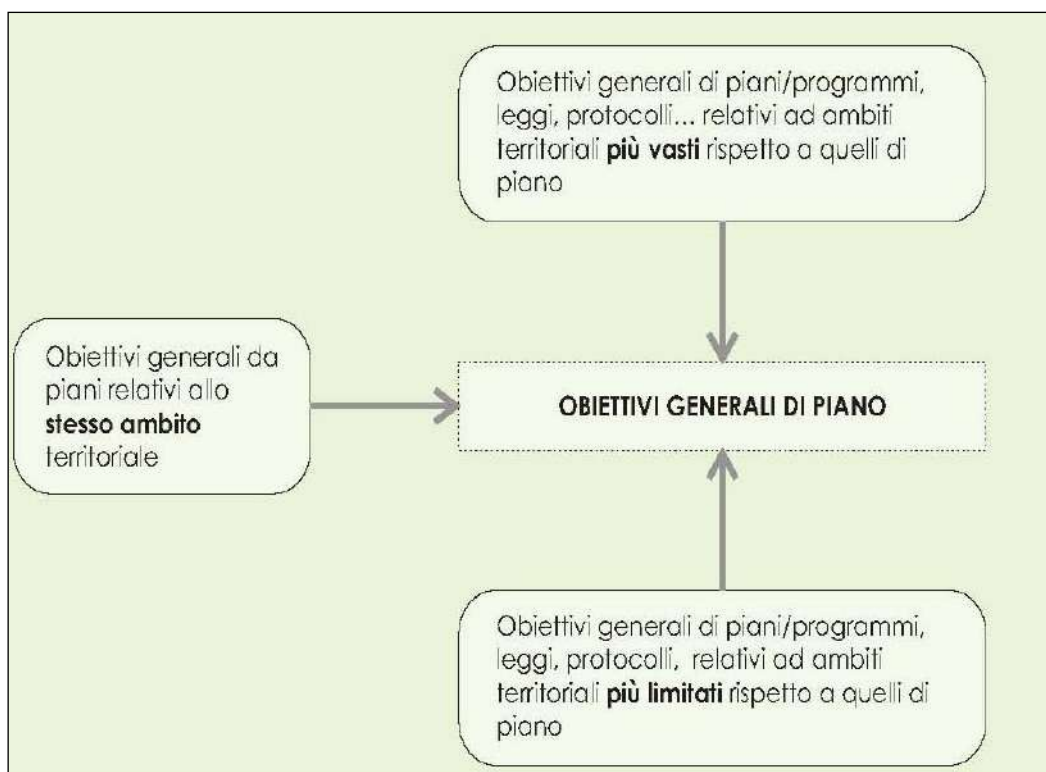 Obiettivi generali di piani/programmi,
leggi, protocolli... relativi ad ambiti
territoriali più vasti rispetto a quelli di
piano
Obiettivi generali da
piani relativi allo
stesso ambito
territoriale
OBIETTIVI GENERALI DI PIANO
Obiettivi generali di piani/programmi,
leggi, protocolli, relativi ad ambiti
territoriali più limitati rispetto a quelli di
piano